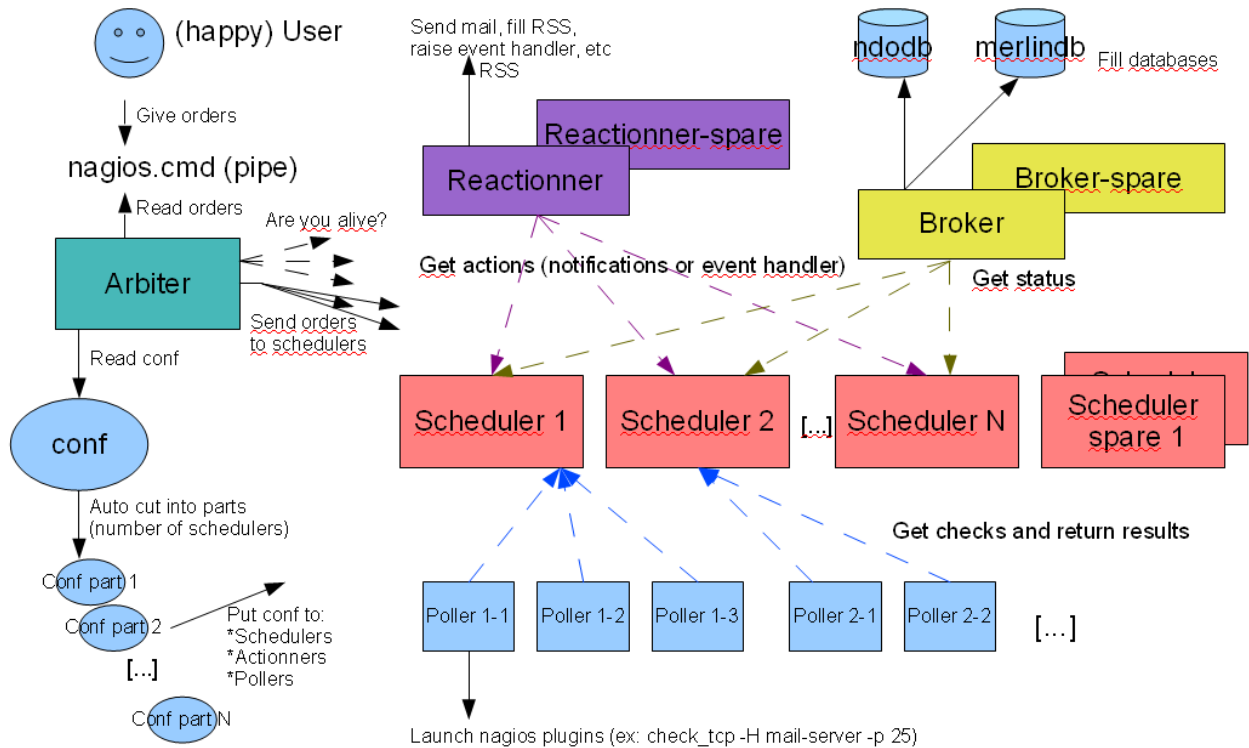 (happy) User
Give orders
nagios.cmd (pipe)
Read orders
Arbiter
Are you alive?
Send orders
to schedulers
Read conf
conf
Auto cut into parts
(number of schedulers)
Conf part 1
Conf part 2
[...]
Conf part N
Put conf to:
*Schedulers
*Actionners
*Pollers
Send mail, fill RSS,
raise event handler, etc
RSS
Reactionner-spare
Reactionner
Get actions (notifications or event handler)
ndodb
merlindb
Fill databases
Broker-spare
Broker
Get status
Scheduler 1
Scheduler 2
[...]
Scheduler N
Scheduler
spare 1
Get checks and return results
Poller 1-1
Poller 1-2
Poller 1-3
Poller 2-1
Poller 2-2
[...]
Launch nagios plugins (ex: check_tcp -H mail-server -p 25)